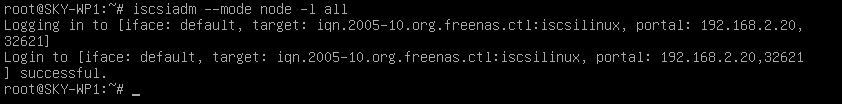 root@SKY-WP1:~# iscsiadm --mode node -l all
Logging in to [iface: default, target: iqn.2005-10.org.freenas.ctl:iscsilinux, portal: 192.168.2.20,
32621]
Login to [iface: default, target: iqn.2005-10.org.freenas.ctl:iscsilinux, portal: 192.168.2.20,32621
] successful.
root@SKY-WP1:~# _